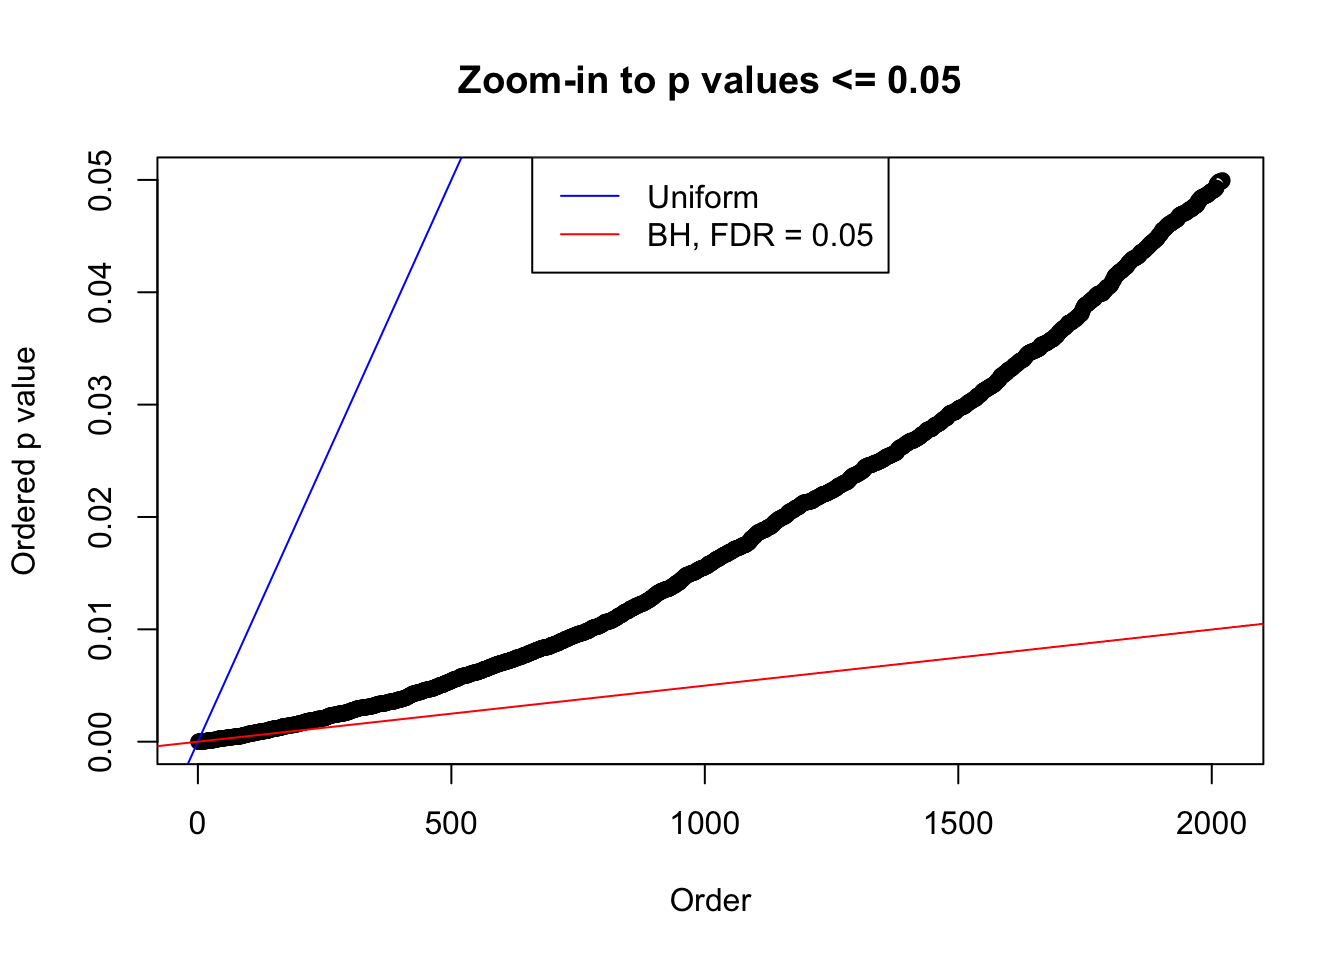 Zoom-in to p values <= 0.05
Uniform
BH, FDR = 0.05
Ordered p value
0.05
0.04
0.03
0.02
0.01
0.00
0 500 1000 1500 2000
Order